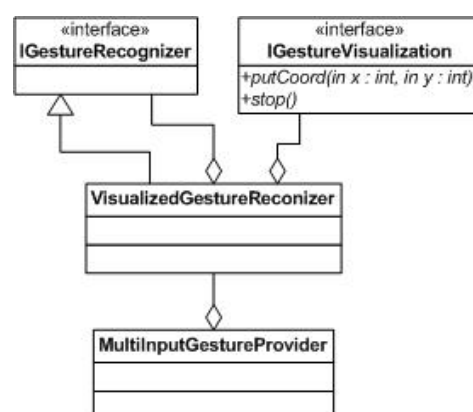 «interface»
IGestureRecognizer
«interface»
IGestureVisualization
+putCoord(in x : int, in y : int)
+stop()
VisualizedGestureReconizer
MultiInputGestureProvider